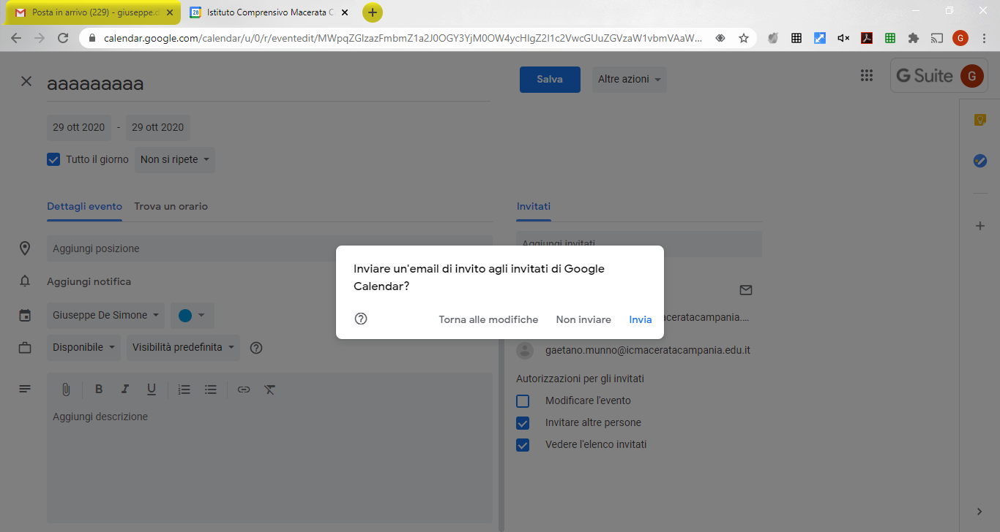 Posta in arrivo (229) - giuseppe.d
Istituto Comprensivo Macerata C
calendar.google.com/calendar/u/0/r/eventedit/MWpqZGlzazFmbmZ1a2J0OGY3YjM0OW4ycHIgZ2l1c2VwcGUuZGVzaW1vbmVAaW...
G
aaaaaaaaa
Salva
Altre azioni
G Suite
G
29 ott 2020 - 29 ott 2020
Tutto il giorno
Non si ripete
Dettagli evento
Trova un orario
Invitati
Aggiungi posizione
Aggiungi invitati
Inviare un'email di invito agli invitati di Google
Calendar?
Torna alle modifiche
Non inviare
Invia
Aggiungi notifica
Giuseppe De Simone
aceratacampania....
Disponibile
Visibilità predefinita
gaetano.munno@icmaceratacampania.edu.it
Autorizzazioni per gli invitati
B I U
Modificare l'evento
Aggiungi descrizione
Invitare altre persone
Vedere l'elenco invitati